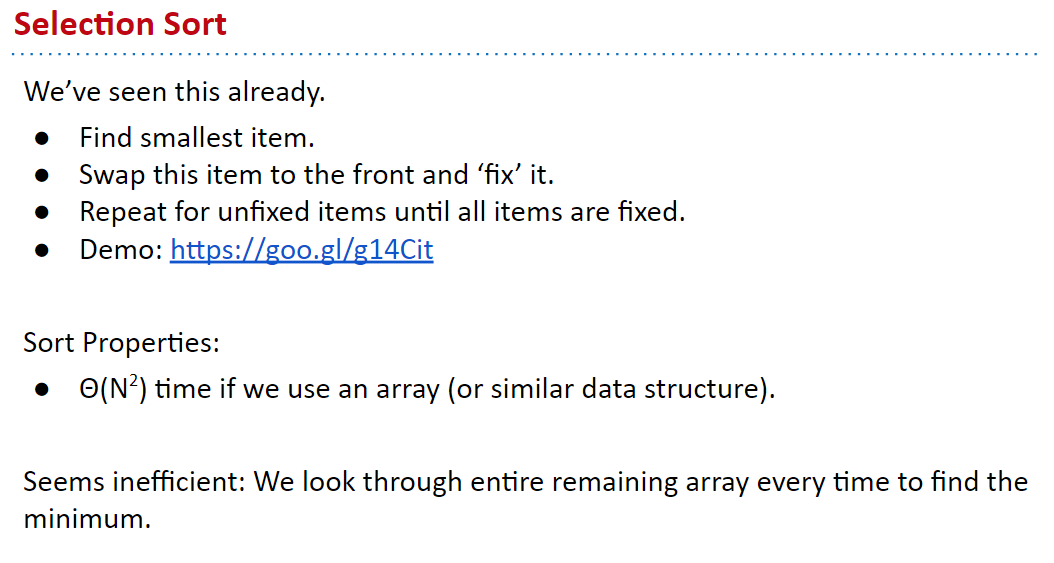 Selection Sort
We’ve seen this already.
● Find smallest item.
● Swap this item to the front and ‘fix’ it.
● Repeat for unfixed items until all items are fixed.
● Demo: https://goo.gl/g14Cit
Sort Properties:
● Θ(N²) time if we use an array (or similar data structure).
Seems inefficient: We look through entire remaining array every time to find the
minimum.